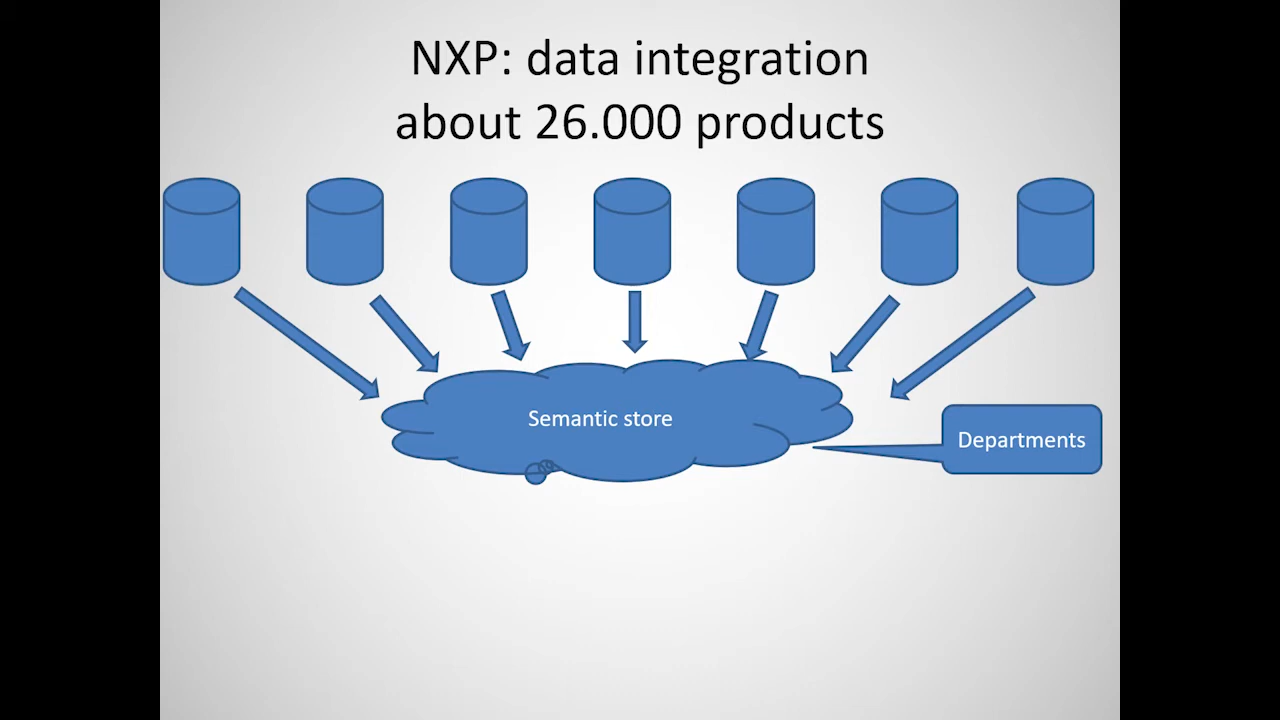 NXP: data integration
about 26.000 products
Semantic store
Departments